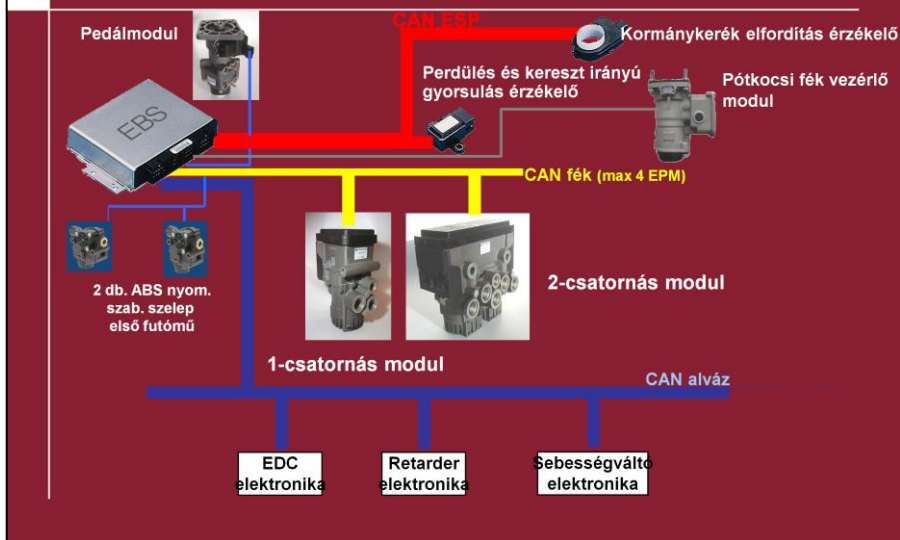 CAN ESP
Pedálmodul
Kormánykerék elfordítás érzékelő
Perdülés és kereszt irányú
gyorsulás érzékelő
Pótkocsi fék vezérlő
modul
EBS
CAN fék (max 4 EPM)
2 db. ABS nyom.
szab. szelep
első futómű
2-csatornás modul
1-csatornás modul
CAN alváz
EDC
elektronika
Retarder
elektronika
Sebességváltó
elektronika